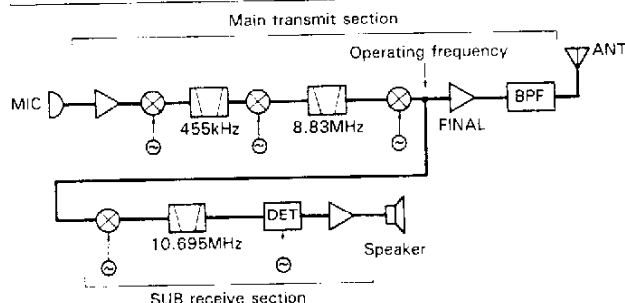 Main transmit section
Operating frequency
ANT
MIC
BPF
455kHz
8.83MHz
FINAL
DET
10.695MHz
Speaker
SUB receive section